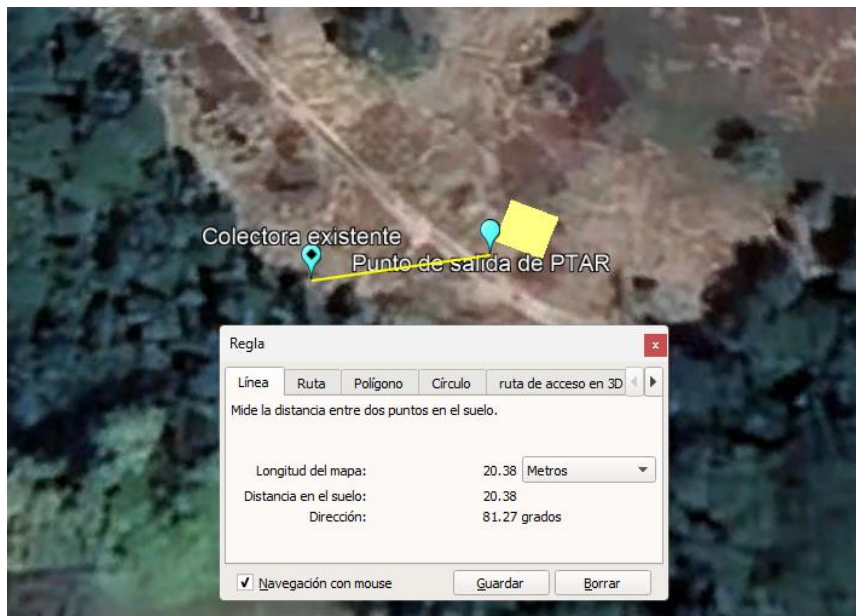 Colectora existente
Punto de salida de PTAR
Regla
x
Línea Ruta Polígono Círculo ruta de acceso en 3D
Mide la distancia entre dos puntos en el suelo.
Longitud del mapa: 20.38 Metros
Distancia en el suelo: 20.38
Dirección: 81.27 grados
Navegación con mouse Guardar Borrar